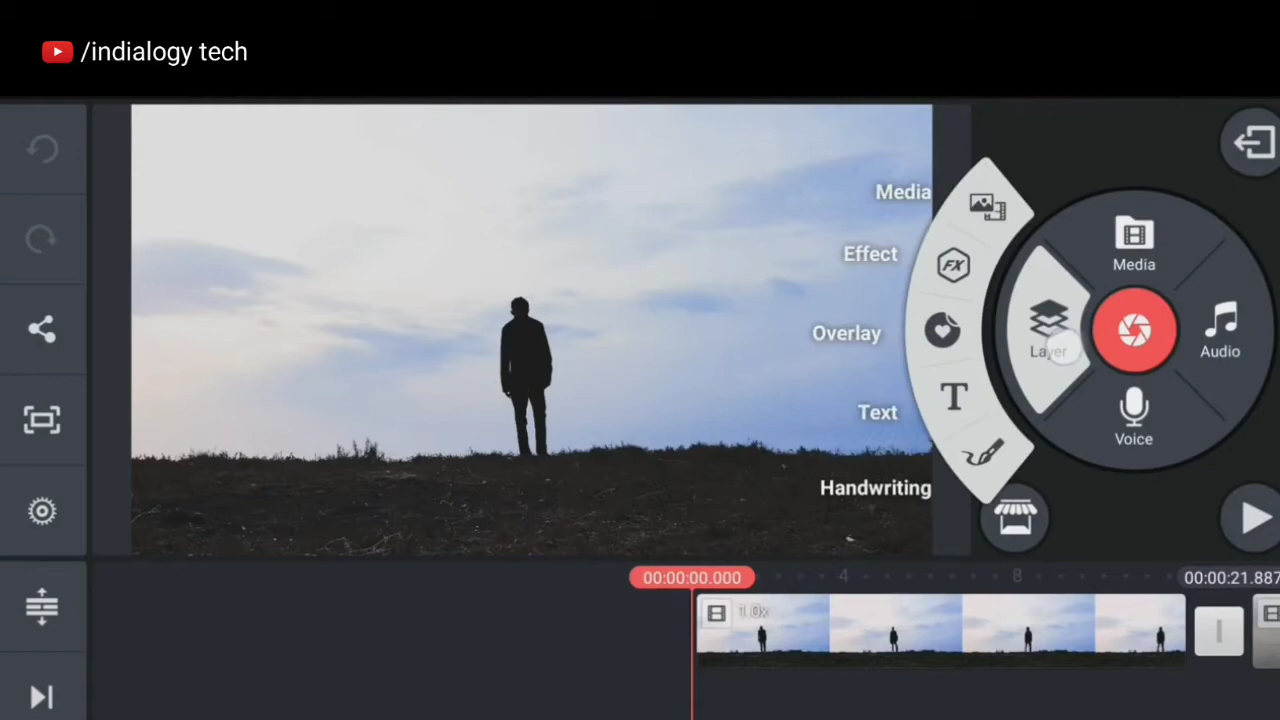 /indialogy tech
Media
Effect
FX
Overlay
Text
T
Handwriting
Media
Layer
Audio
Voice
00:00:00.000
4
8
00:00:21.887
1.0x